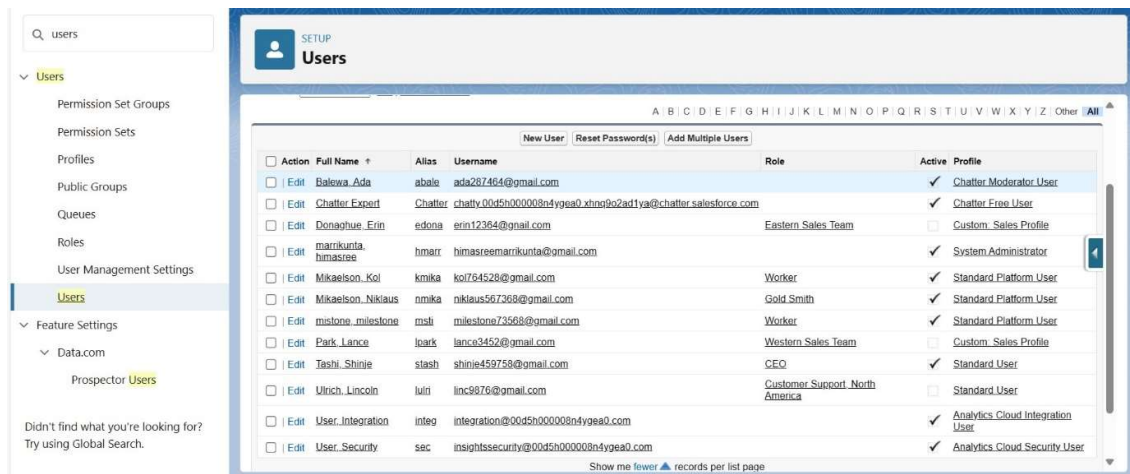 users
Users
Permission Set Groups
Permission Sets
Profiles
Public Groups
Queues
Roles
User Management Settings
Users
Feature Settings
Data.com
Prospector Users
Didn't find what you're looking for?
Try using Global Search.
SETUP
Users
A | B | C | D | E | F | G | H | I | J | K | L | M | N | O | P | Q | R | S | T | U | V | W | X | Y | Z | Other | All
New User Reset Password(s) Add Multiple Users
Action Full Name ↑ Alias Username Role Active Profile
| Edit Balewa, Ada abale ada287464@gmail.com ✓ Chatter Moderator User
| Edit Chatter Expert Chatter chatty.00d5h000008n4ygea0.xhnq9o2ad1ya@chatter.salesforce.com ✓ Chatter Free User
| Edit Donaghue, Erin edona erin12364@gnail.com Eastern Sales Team Custom: Sales Profile
| Edit marrikunta, himasree hmarr himasreemarrikunta@gmail.com ✓ System Administrator
| Edit Mikaelson, Kol kmika kol764528@gmail.com Worker ✓ Standard Platform User
| Edit Mikaelson, Niklaus nmika niklaus567368@gmail.com Gold Smith ✓ Standard Platform User
| Edit mistone, milestone msti milestone73568@gmail.com Worker ✓ Standard Platform User
| Edit Park, Lance lpark lance3452@gmail.com Western Sales Team Custom: Sales Profile
| Edit Tashi, Shinje stash shinje459758@gmail.com CEO ✓ Standard User
| Edit Ulrich, Lincoln lulri linc9876@gmail.com Customer Support, North America Standard User
| Edit User, Integration integ integration@00d5h000008n4ygea0.com ✓ Analytics Cloud Integration User
| Edit User, Security sec insightssecurity@00d5h000008n4ygea0.com ✓ Analytics Cloud Security User
Show me fewer ▲ records per list page